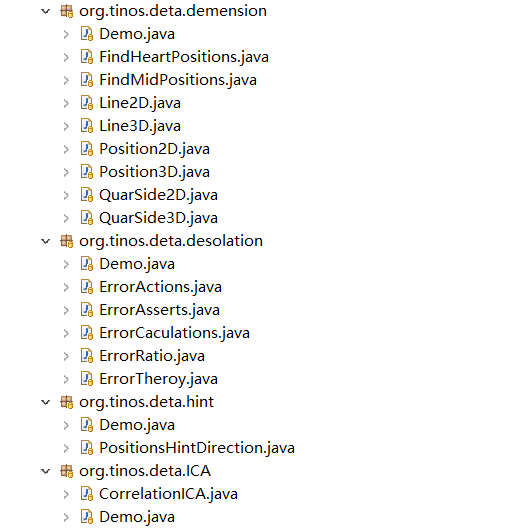 org.tinos.deta.demension
Demo.java
FindHeartPositions.java
FindMidPositions.java
Line2D.java
Line3D.java
Position2D.java
Position3D.java
QuarSide2D.java
QuarSide3D.java
org.tinos.deta.desolation
Demo.java
ErrorActions.java
ErrorAsserts.java
ErrorCaculations.java
ErrorRatio.java
ErrorTheroy.java
org.tinos.deta.hint
Demo.java
PositionsHintDirection.java
org.tinos.deta.ICA
CorrelationICA.java
Demo.java